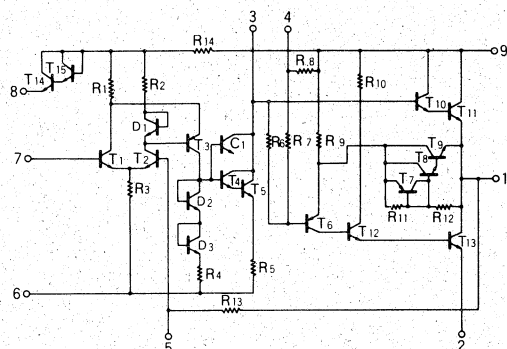 3 4
R14 9
T14 T15 R1 R2 R8 R10 T10 T11
8
D1
R6 R7 R9 T9
7 T1 T2 T3 C1 T8
T4 T5 T7 1
R3 D2 R11 R12
T6 T12 T13
D3
R4 R5
6 R13
5 2